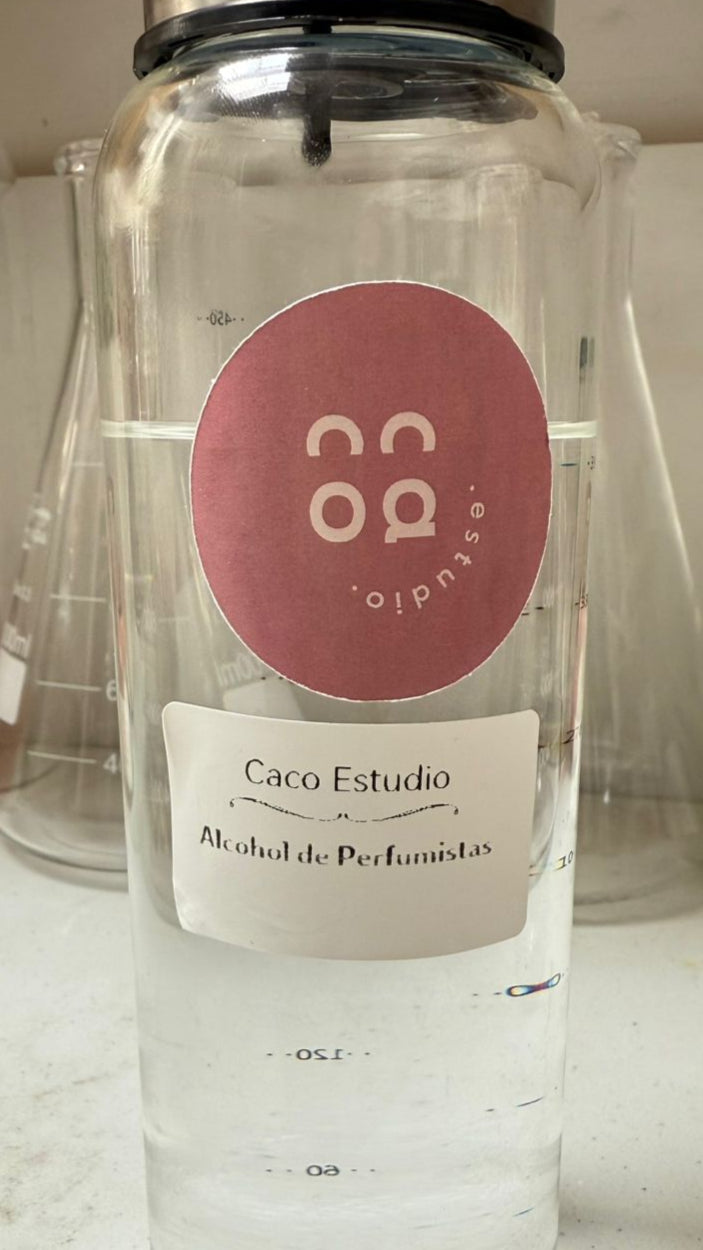 450
ca
co
.estudio.
Caco Estudio
Alcohol de Perfumistas
120
60